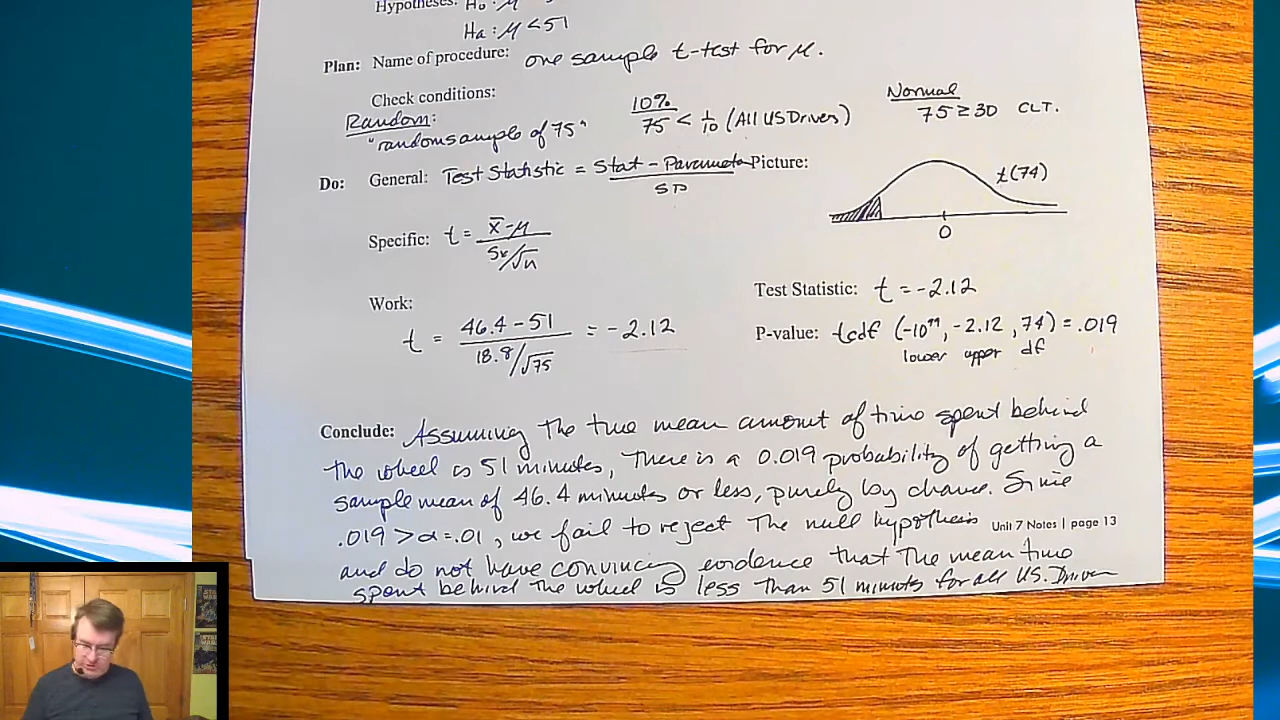 Hypotheses: Ho: μ
Ha: μ < 51
Plan: Name of procedure: one sample t-test for μ.
Check conditions:
Random:
"random sample of 75"
10%
75 < 1/10 (All US Drivers)
Normal
75 ≥ 30 CLT.
Do: General: Test Statistic = Stat - Parameter / SD
Picture:
t(74)
0
Specific: t = x̄ - μ / Sx/√n
Work:
t = 46.4 - 51 / 18.8/√75 = -2.12
Test Statistic: t = -2.12
P-value: tcdf (-10^99, -2.12, 74) = .019
lower upper df
Conclude: Assuming the true mean amount of time spent behind
the wheel is 51 minutes, there is a 0.019 probability of getting a
sample mean of 46.4 minutes or less, purely by chance. Since
.019 > α = .01, we fail to reject the null hypothesis
Unit 7 Notes | page 13
and do not have convincing evidence that the mean time
spent behind the wheel is less than 51 minutes for all US. Drivers
STAR WARS